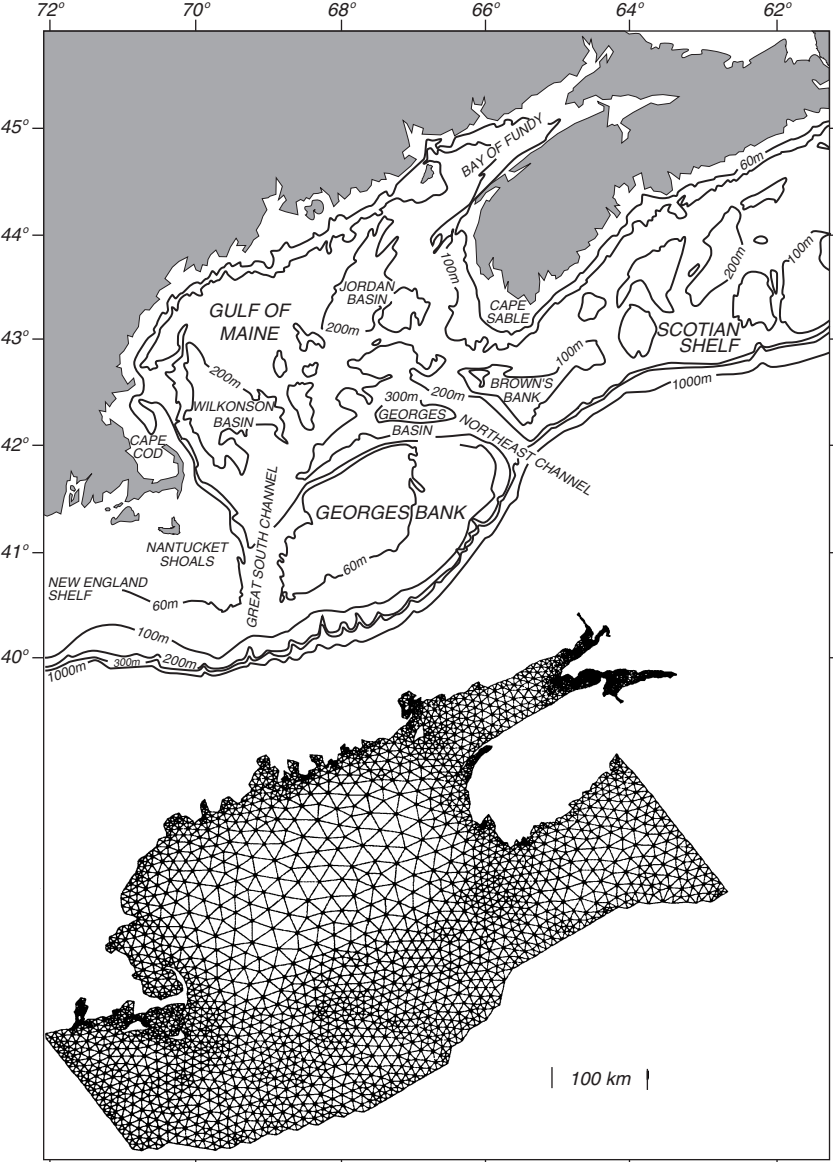 72° 70° 68° 66° 64° 62°
45°
44°
43°
42°
41°
40°
BAY OF FUNDY
60m
100m
200m
100m
JORDAN
BASIN
GULF OF
MAINE
200m
CAPE
SABLE
SCOTIAN
SHELF
100m
1000m
200m
300m
200m
BROWN'S
BANK
WILKONSON
BASIN
GEORGES
BASIN
NORTHEAST CHANNEL
CAPE
COD
GREAT SOUTH CHANNEL
GEORGES BANK
NANTUCKET
SHOALS
60m
NEW ENGLAND
SHELF
60m
100m
200m
300m
1000m
100 km